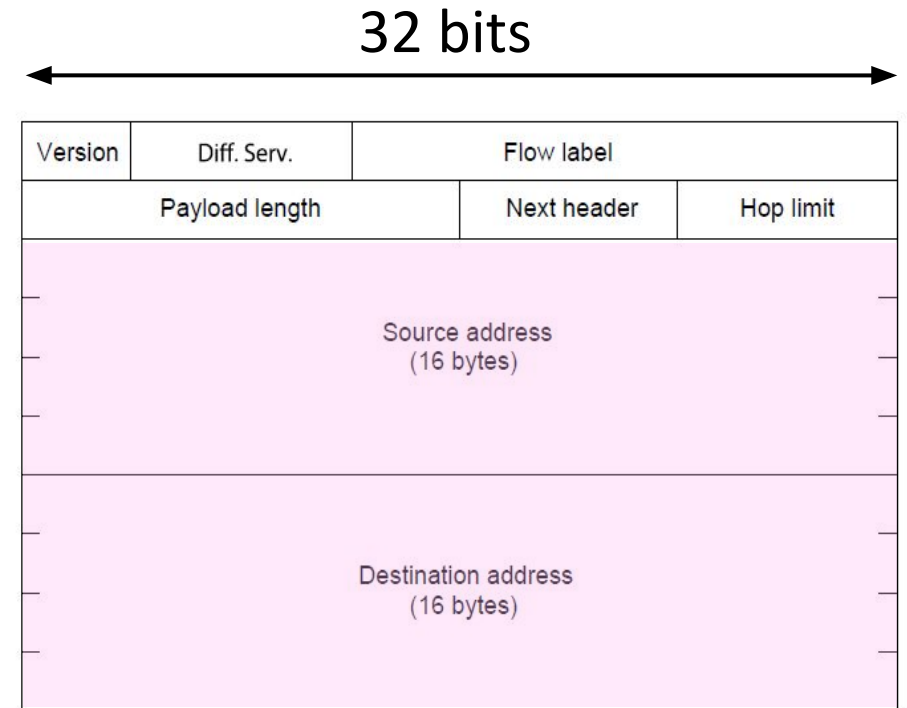 32 bits
Version Diff. Serv. Flow label
Payload length Next header Hop limit
Source address
(16 bytes)
Destination address
(16 bytes)